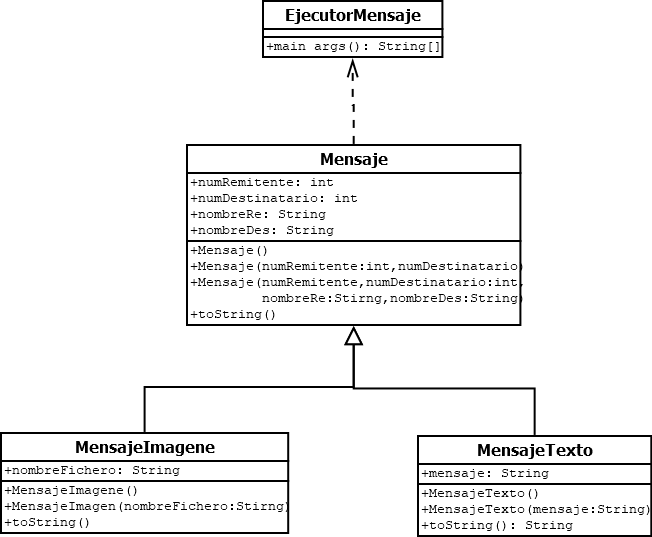 EjecutorMensaje
+main args(): String[]
Mensaje
+numRemitente: int
+numDestinatario: int
+nombreRe: String
+nombreDes: String
+Mensaje()
+Mensaje(numRemitente:int,numDestinatario)
+Mensaje(numRemitente,numDestinatario:int,
nombreRe:Stirng,nombreDes:String)
+toString()
MensajeImagene
+nombreFichero: String
+MensajeImagene()
+MensajeImagen(nombreFichero:Stirng)
+toString()
MensajeTexto
+mensaje: String
+MensajeTexto()
+MensajeTexto(mensaje:String)
+toString(): String